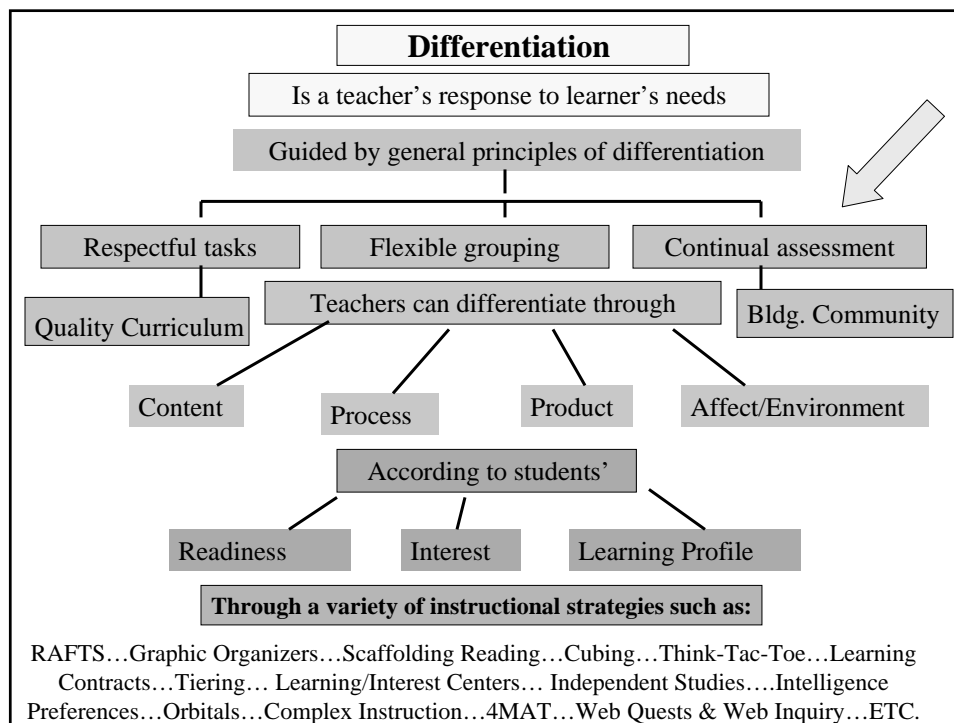 Differentiation
Is a teacher’s response to learner’s needs
Guided by general principles of differentiation
Respectful tasks
Flexible grouping
Continual assessment
Quality Curriculum
Teachers can differentiate through
Bldg. Community
Content
Process
Product
Affect/Environment
According to students’
Readiness
Interest
Learning Profile
Through a variety of instructional strategies such as:
RAFTS…Graphic Organizers…Scaffolding Reading…Cubing…Think-Tac-Toe…Learning
Contracts…Tiering… Learning/Interest Centers… Independent Studies….Intelligence
Preferences…Orbitals…Complex Instruction…4MAT…Web Quests & Web Inquiry…ETC.